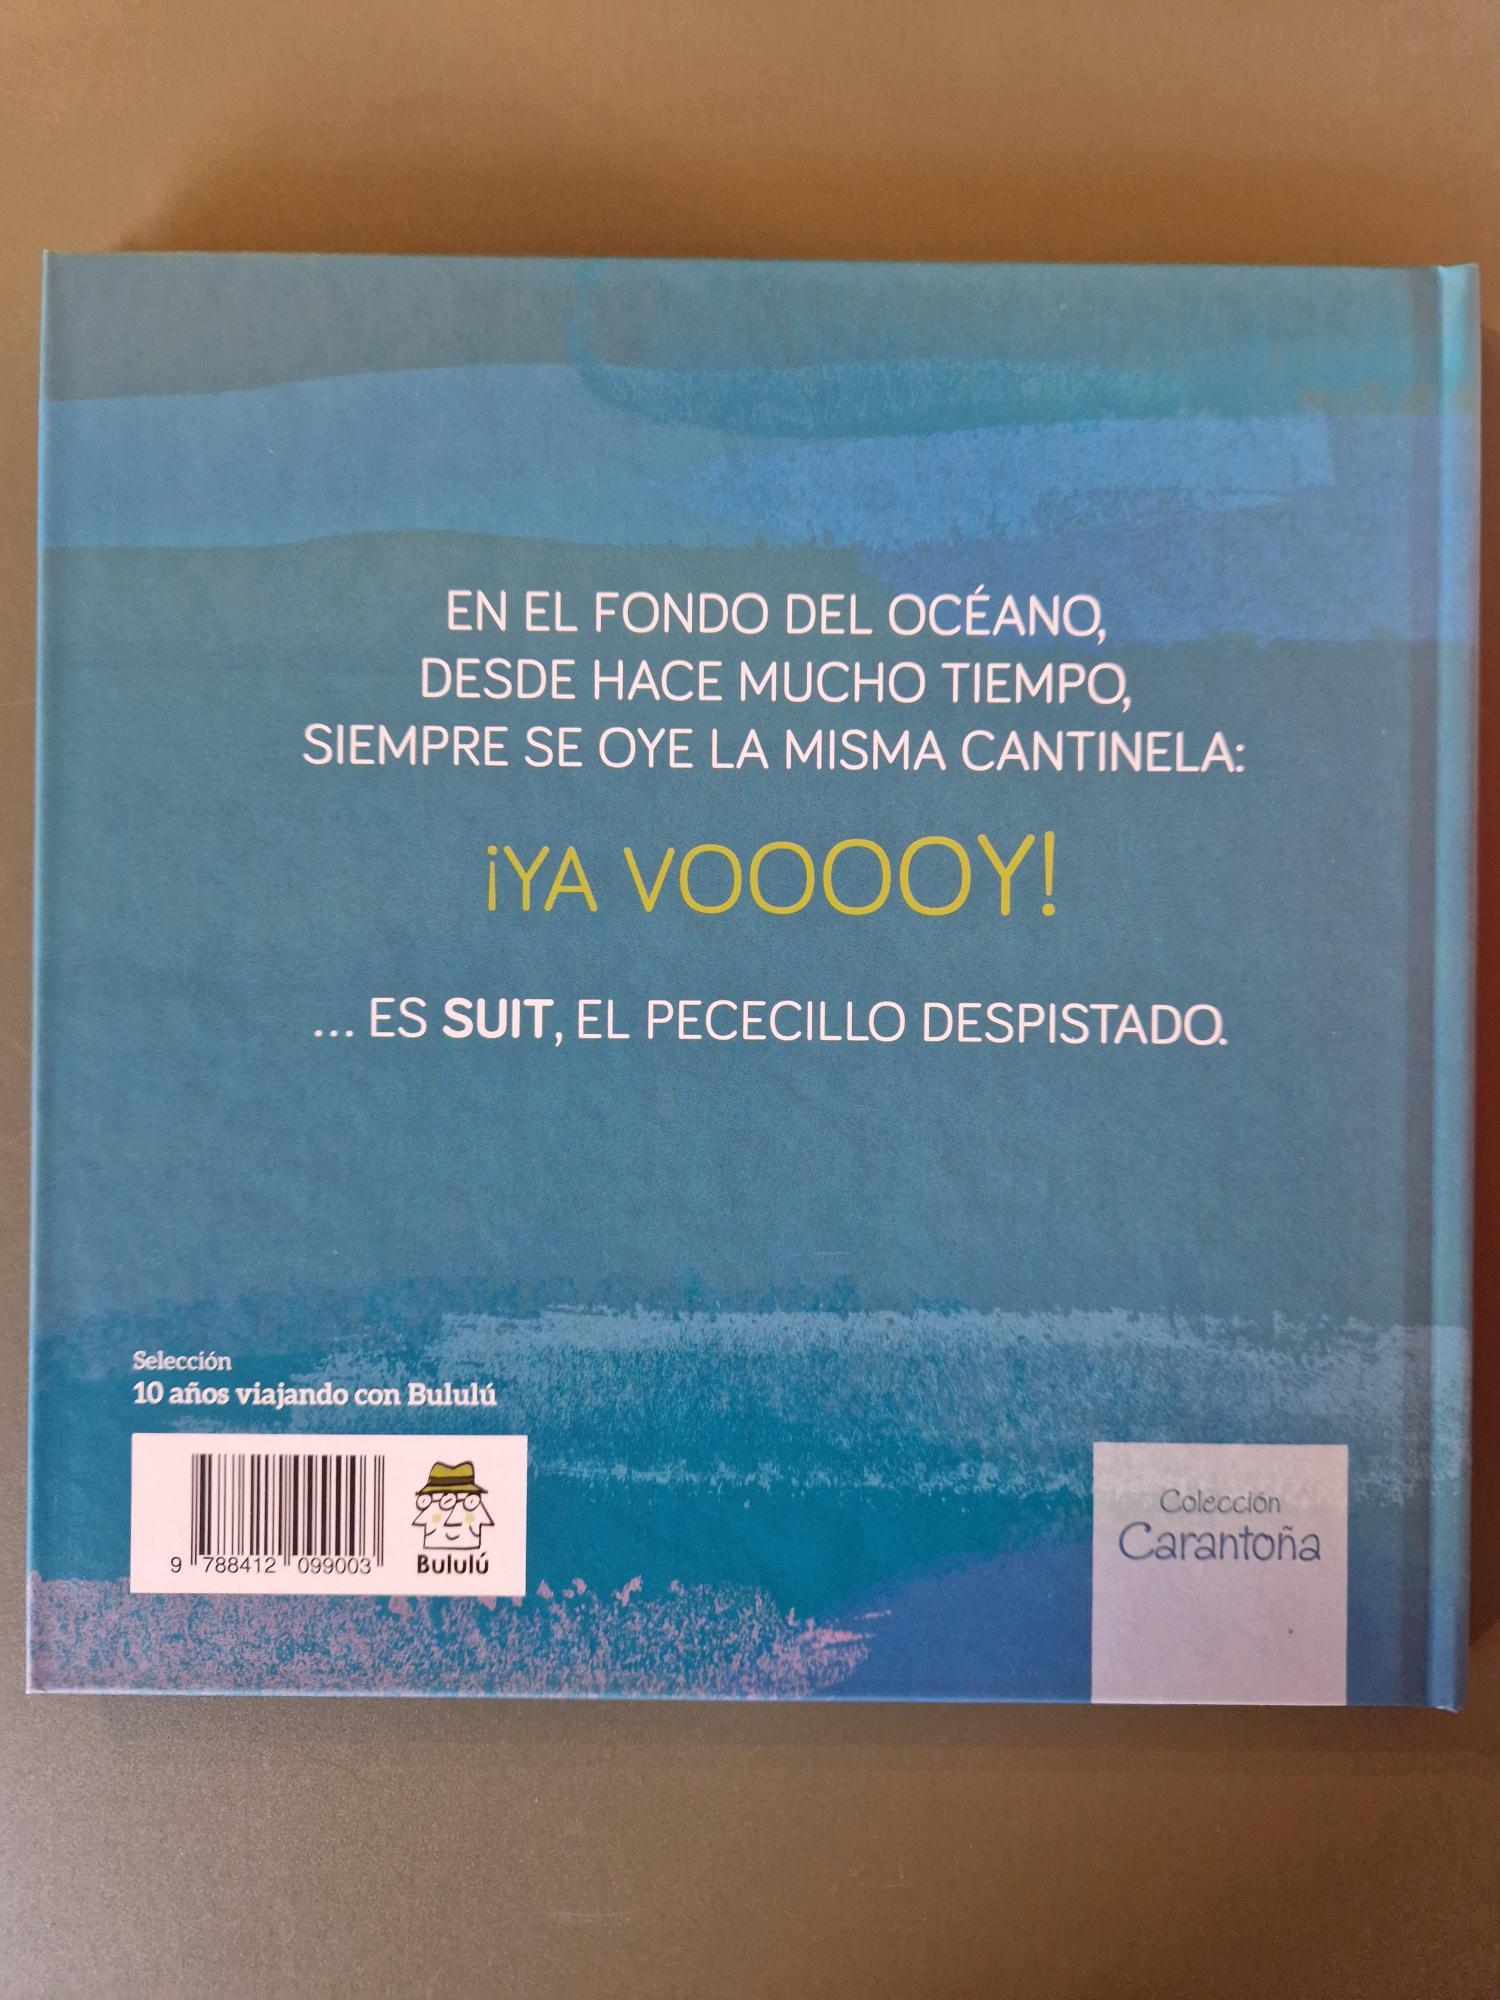 EN EL FONDO DEL OCÉANO,
DESDE HACE MUCHO TIEMPO,
SIEMPRE SE OYE LA MISMA CANTINELA:
¡YA VOOOOY!
... ES SUIT, EL PECECILLO DESPISTADO.
Selección
10 años viajando con Bululú
9 788412 099003
Bululú
Colección
Carantoña